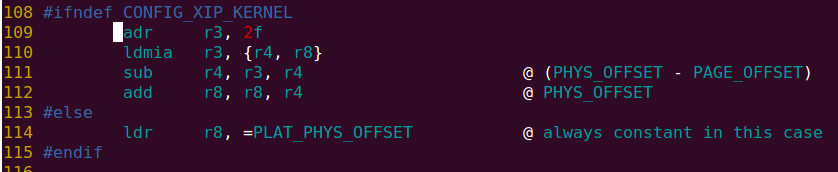 108 #ifndef CONFIG_XIP_KERNEL
109         adr     r3, 2f
110         ldmia   r3, {r4, r8}
111         sub     r4, r3, r4                      @ (PHYS_OFFSET - PAGE_OFFSET)
112         add     r8, r8, r4                      @ PHYS_OFFSET
113 #else
114         ldr     r8, =PLAT_PHYS_OFFSET           @ always constant in this case
115 #endif